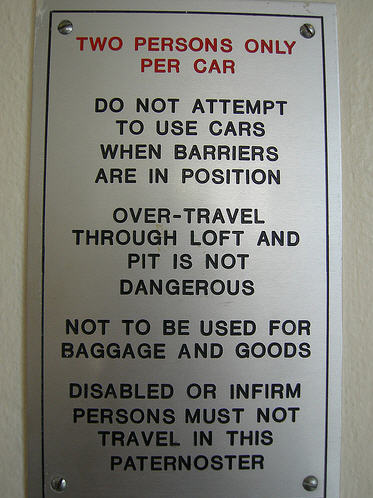 TWO PERSONS ONLY
PER CAR
DO NOT ATTEMPT
TO USE CARS
WHEN BARRIERS
ARE IN POSITION
OVER-TRAVEL
THROUGH LOFT AND
PIT IS NOT
DANGEROUS
NOT TO BE USED FOR
BAGGAGE AND GOODS
DISABLED OR INFIRM
PERSONS MUST NOT
TRAVEL IN THIS
PATERNOSTER